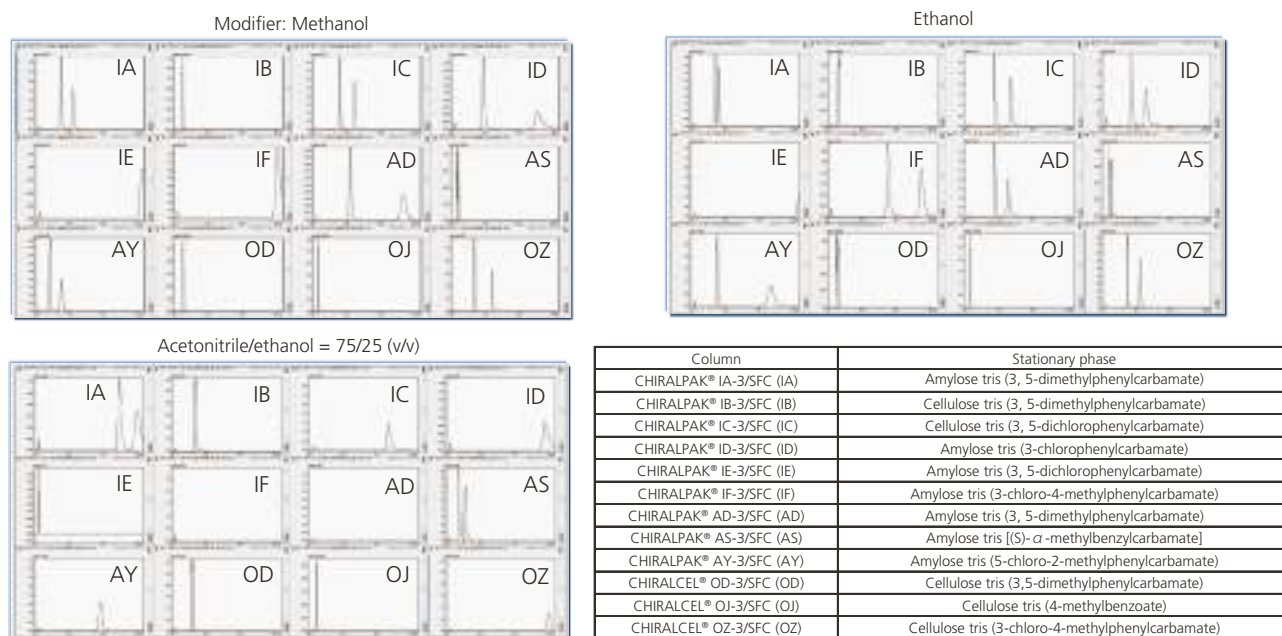 Modifier: Methanol
IA IB IC ID
IE IF AD AS
AY OD OJ OZ
Ethanol
IA IB IC ID
IE IF AD AS
AY OD OJ OZ
Acetonitrile/ethanol = 75/25 (v/v)
IA IB IC ID
IE IF AD AS
AY OD OJ OZ
Column Stationary phase
CHIRALPAK® IA-3/SFC (IA) Amylose tris (3, 5-dimethylphenylcarbamate)
CHIRALPAK® IB-3/SFC (IB) Cellulose tris (3, 5-dimethylphenylcarbamate)
CHIRALPAK® IC-3/SFC (IC) Cellulose tris (3, 5-dichlorophenylcarbamate)
CHIRALPAK® ID-3/SFC (ID) Amylose tris (3-chlorophenylcarbamate)
CHIRALPAK® IE-3/SFC (IE) Amylose tris (3, 5-dichlorophenylcarbamate)
CHIRALPAK® IF-3/SFC (IF) Amylose tris (3-chloro-4-methylphenylcarbamate)
CHIRALPAK® AD-3/SFC (AD) Amylose tris (3, 5-dimethylphenylcarbamate)
CHIRALPAK® AS-3/SFC (AS) Amylose tris [(S)-α-methylbenzylcarbamate]
CHIRALPAK® AY-3/SFC (AY) Amylose tris (5-chloro-2-methylphenylcarbamate)
CHIRALCEL® OD-3/SFC (OD) Cellulose tris (3,5-dimethylphenylcarbamate)
CHIRALCEL® OJ-3/SFC (OJ) Cellulose tris (4-methylbenzoate)
CHIRALCEL® OZ-3/SFC (OZ) Cellulose tris (3-chloro-4-methylphenylcarbamate)